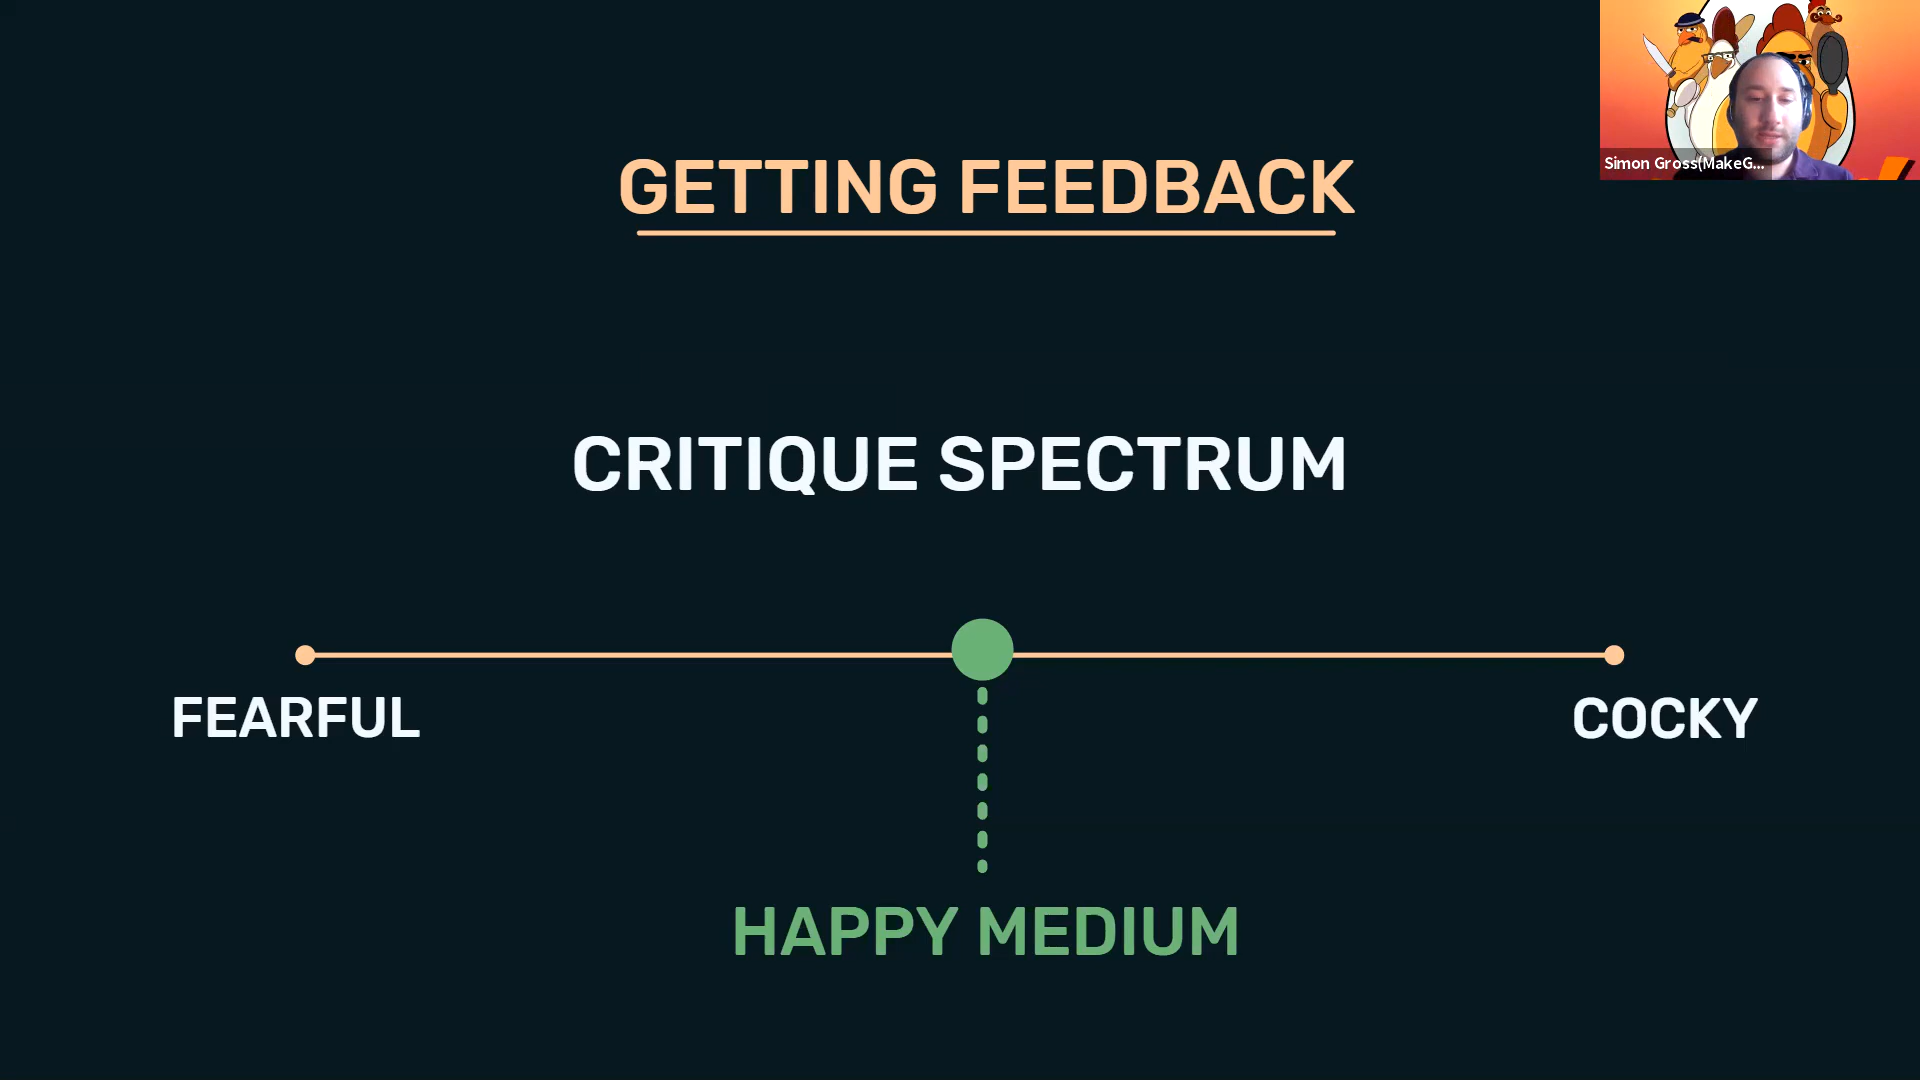 GETTING FEEDBACK
Simon Gross(MakeG...
CRITIQUE SPECTRUM
FEARFUL
COCKY
HAPPY MEDIUM